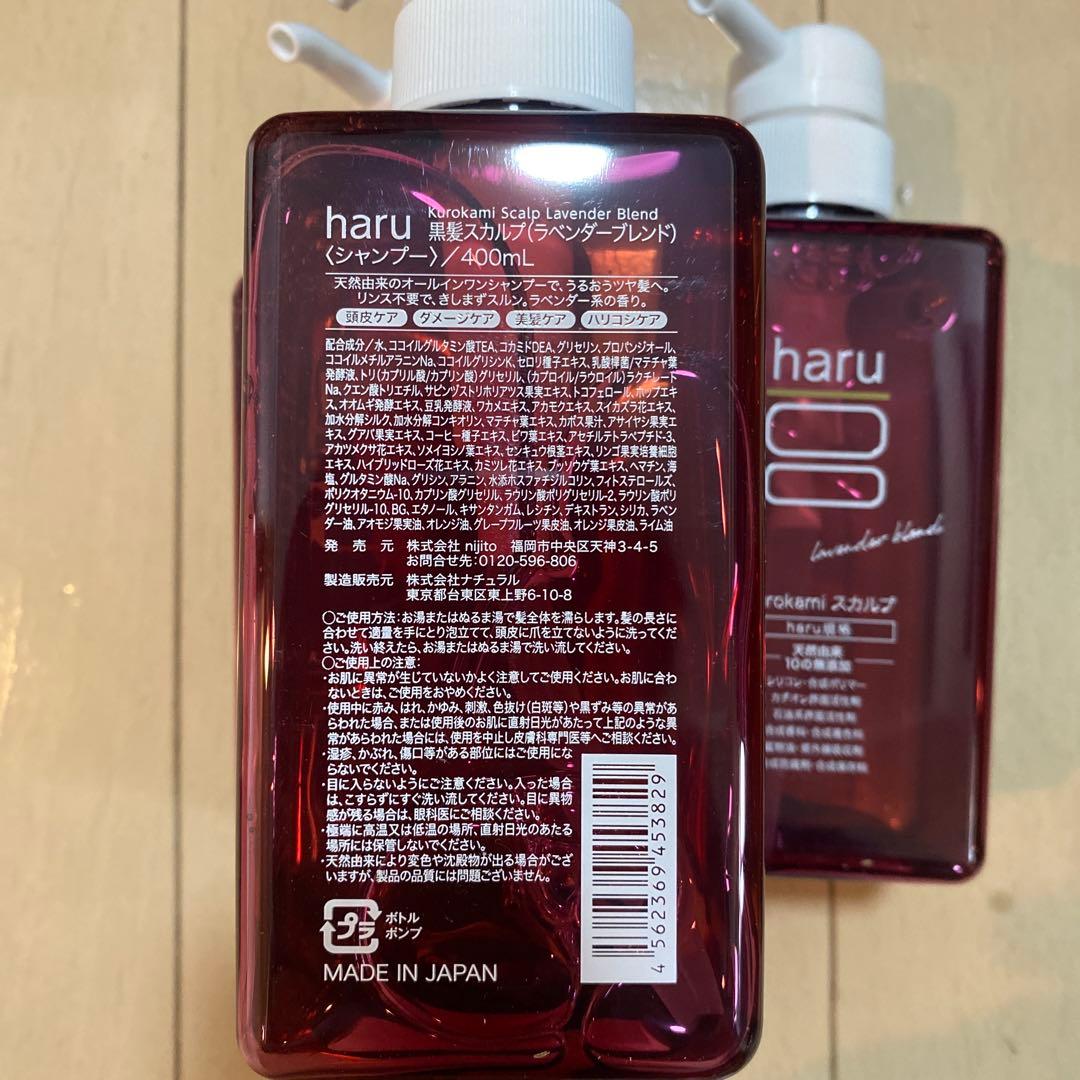 haru Kurokami Scalp Lavender Blend
黒髪スカルプ(ラベンダーブレンド)
〈シャンプー〉/400mL
天然由来のオールインワンシャンプーで、うるおうツヤ髪へ。
リンス不要で、きしまずスルン。ラベンダー系の香り。
頭皮ケア ダメージケア 美髪ケア ハリコシケア
配合成分/水、ココイルグルタミン酸TEA、コカミドDEA、グリセリン、プロパンジオール、
ココイルメチルアラニンNa、ココイルグリシンK、セロリ種子エキス、乳酸桿菌/マテチャ葉
発酵液、トリ(カプリル酸/カプリン酸)グリセリル、(カプロイル/ラウロイル)ラクチレート
Na、クエン酸トリエチル、サピンヅストリホリアツス果実エキス、トコフェロール、ホップエキ
ス、オオムギ発酵エキス、豆乳発酵液、ワカメエキス、アカモクエキス、スイカズラ花エキス、
加水分解シルク、加水分解コンキオリン、マテチャ葉エキス、カボス果汁、アサイヤシ果実エ
キス、グアバ果実エキス、コーヒー種子エキス、ビワ葉エキス、アセチルテトラペプチド-3、
アカツメクサ花エキス、ソメイヨシノ葉エキス、センキュウ根茎エキス、リンゴ果実培養細胞
エキス、ハイブリッドローズ花エキス、カミツレ花エキス、ブッソウゲ葉エキス、ヘマチン、海
塩、グルタミン酸Na、グリシン、アラニン、水添ホスファチジルコリン、フィトステロールズ、
ポリクオタニウム-10、カプリン酸グリセリル、ラウリン酸ポリグリセリル-2、ラウリン酸ポリ
グリセリル-10、BG、エタノール、キサンタンガム、レシチン、デキストラン、シリカ、ラベン
ダー油、アオモジ果実油、オレンジ油、グレープフルーツ果皮油、オレンジ果皮油、ライム油
発売元 株式会社 nijito 福岡市中央区天神3-4-5
お問合せ先:0120-596-806
製造販売元 株式会社ナチュラル
東京都台東区東上野6-10-8
○ご使用方法:お湯またはぬるま湯で髪全体を濡らします。髪の長さに
合わせて適量を手にとり泡立てて、頭皮に爪を立てないように洗ってくだ
さい。洗い終えたら、お湯またはぬるま湯で洗い流してください。
○ご使用上の注意:
・お肌に異常が生じていないかよく注意してご使用ください。お肌に合わ
ないときは、ご使用をおやめください。
・使用中に赤み、はれ、かゆみ、刺激、色抜け(白斑等)や黒ずみ等の異常があ
らわれた場合、または使用後のお肌に直射日光があたって上記のような異
常があらわれた場合には、使用を中止し皮膚科専門医等へご相談ください。
・湿疹、かぶれ、傷口等がある部位にはご使用にな
らないでください。
・目に入らないようにご注意ください。入った場合
は、こすらずにすぐ洗い流してください。目に異物
感が残る場合は、眼科医にご相談ください。
・極端に高温又は低温の場所、直射日光のあたる
場所には保管しないでください。
・天然由来により変色や沈殿物が出る場合がござ
いますが、製品の品質には問題ございません。
プラ ボトル
ポンプ
MADE IN JAPAN
4562369453829
haru
lavender blend
rokami スカルプ
haru規格
天然由来
10の無添加
シリコン・合成ポリマー
カチオン界面活性剤
石油系界面活性剤